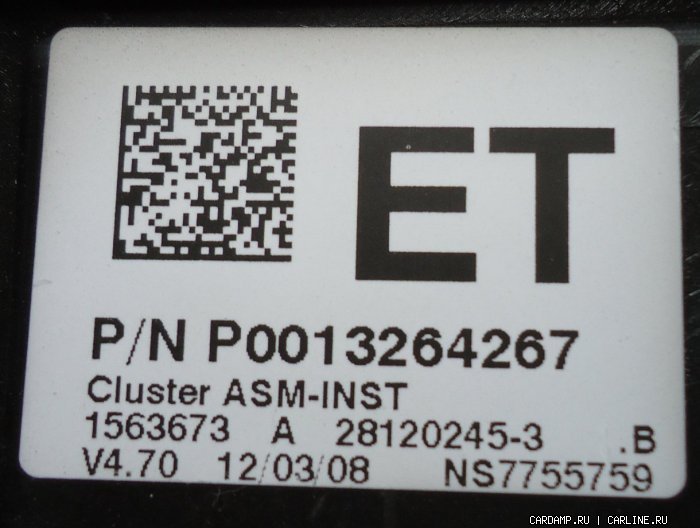 ET
P/N P0013264267
Cluster ASM-INST
1563673 A 28120245-3 .B
V4.70 12/03/08 NS7755759
CARDAMP.RU | CARLINE.RU